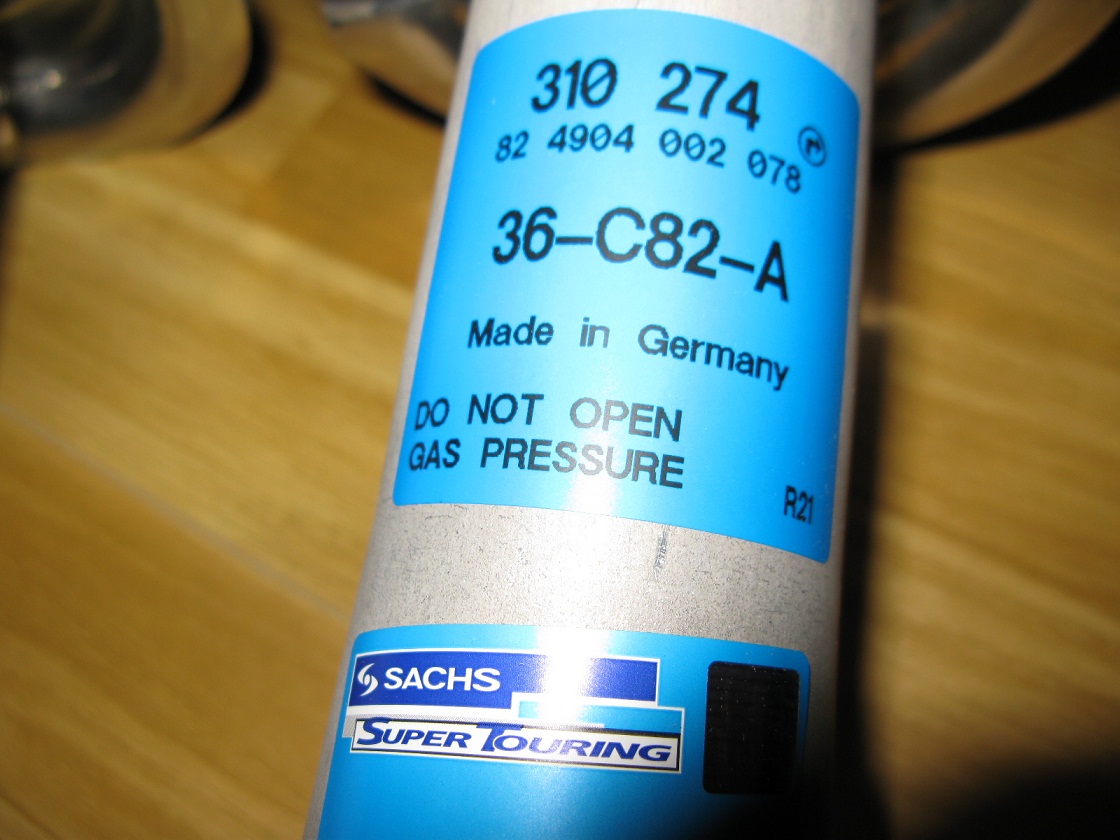 310 274
82 4904 002 078
r
36-C82-A
Made in Germany
DO NOT OPEN
GAS PRESSURE
R21
SACHS
SUPER TOURING